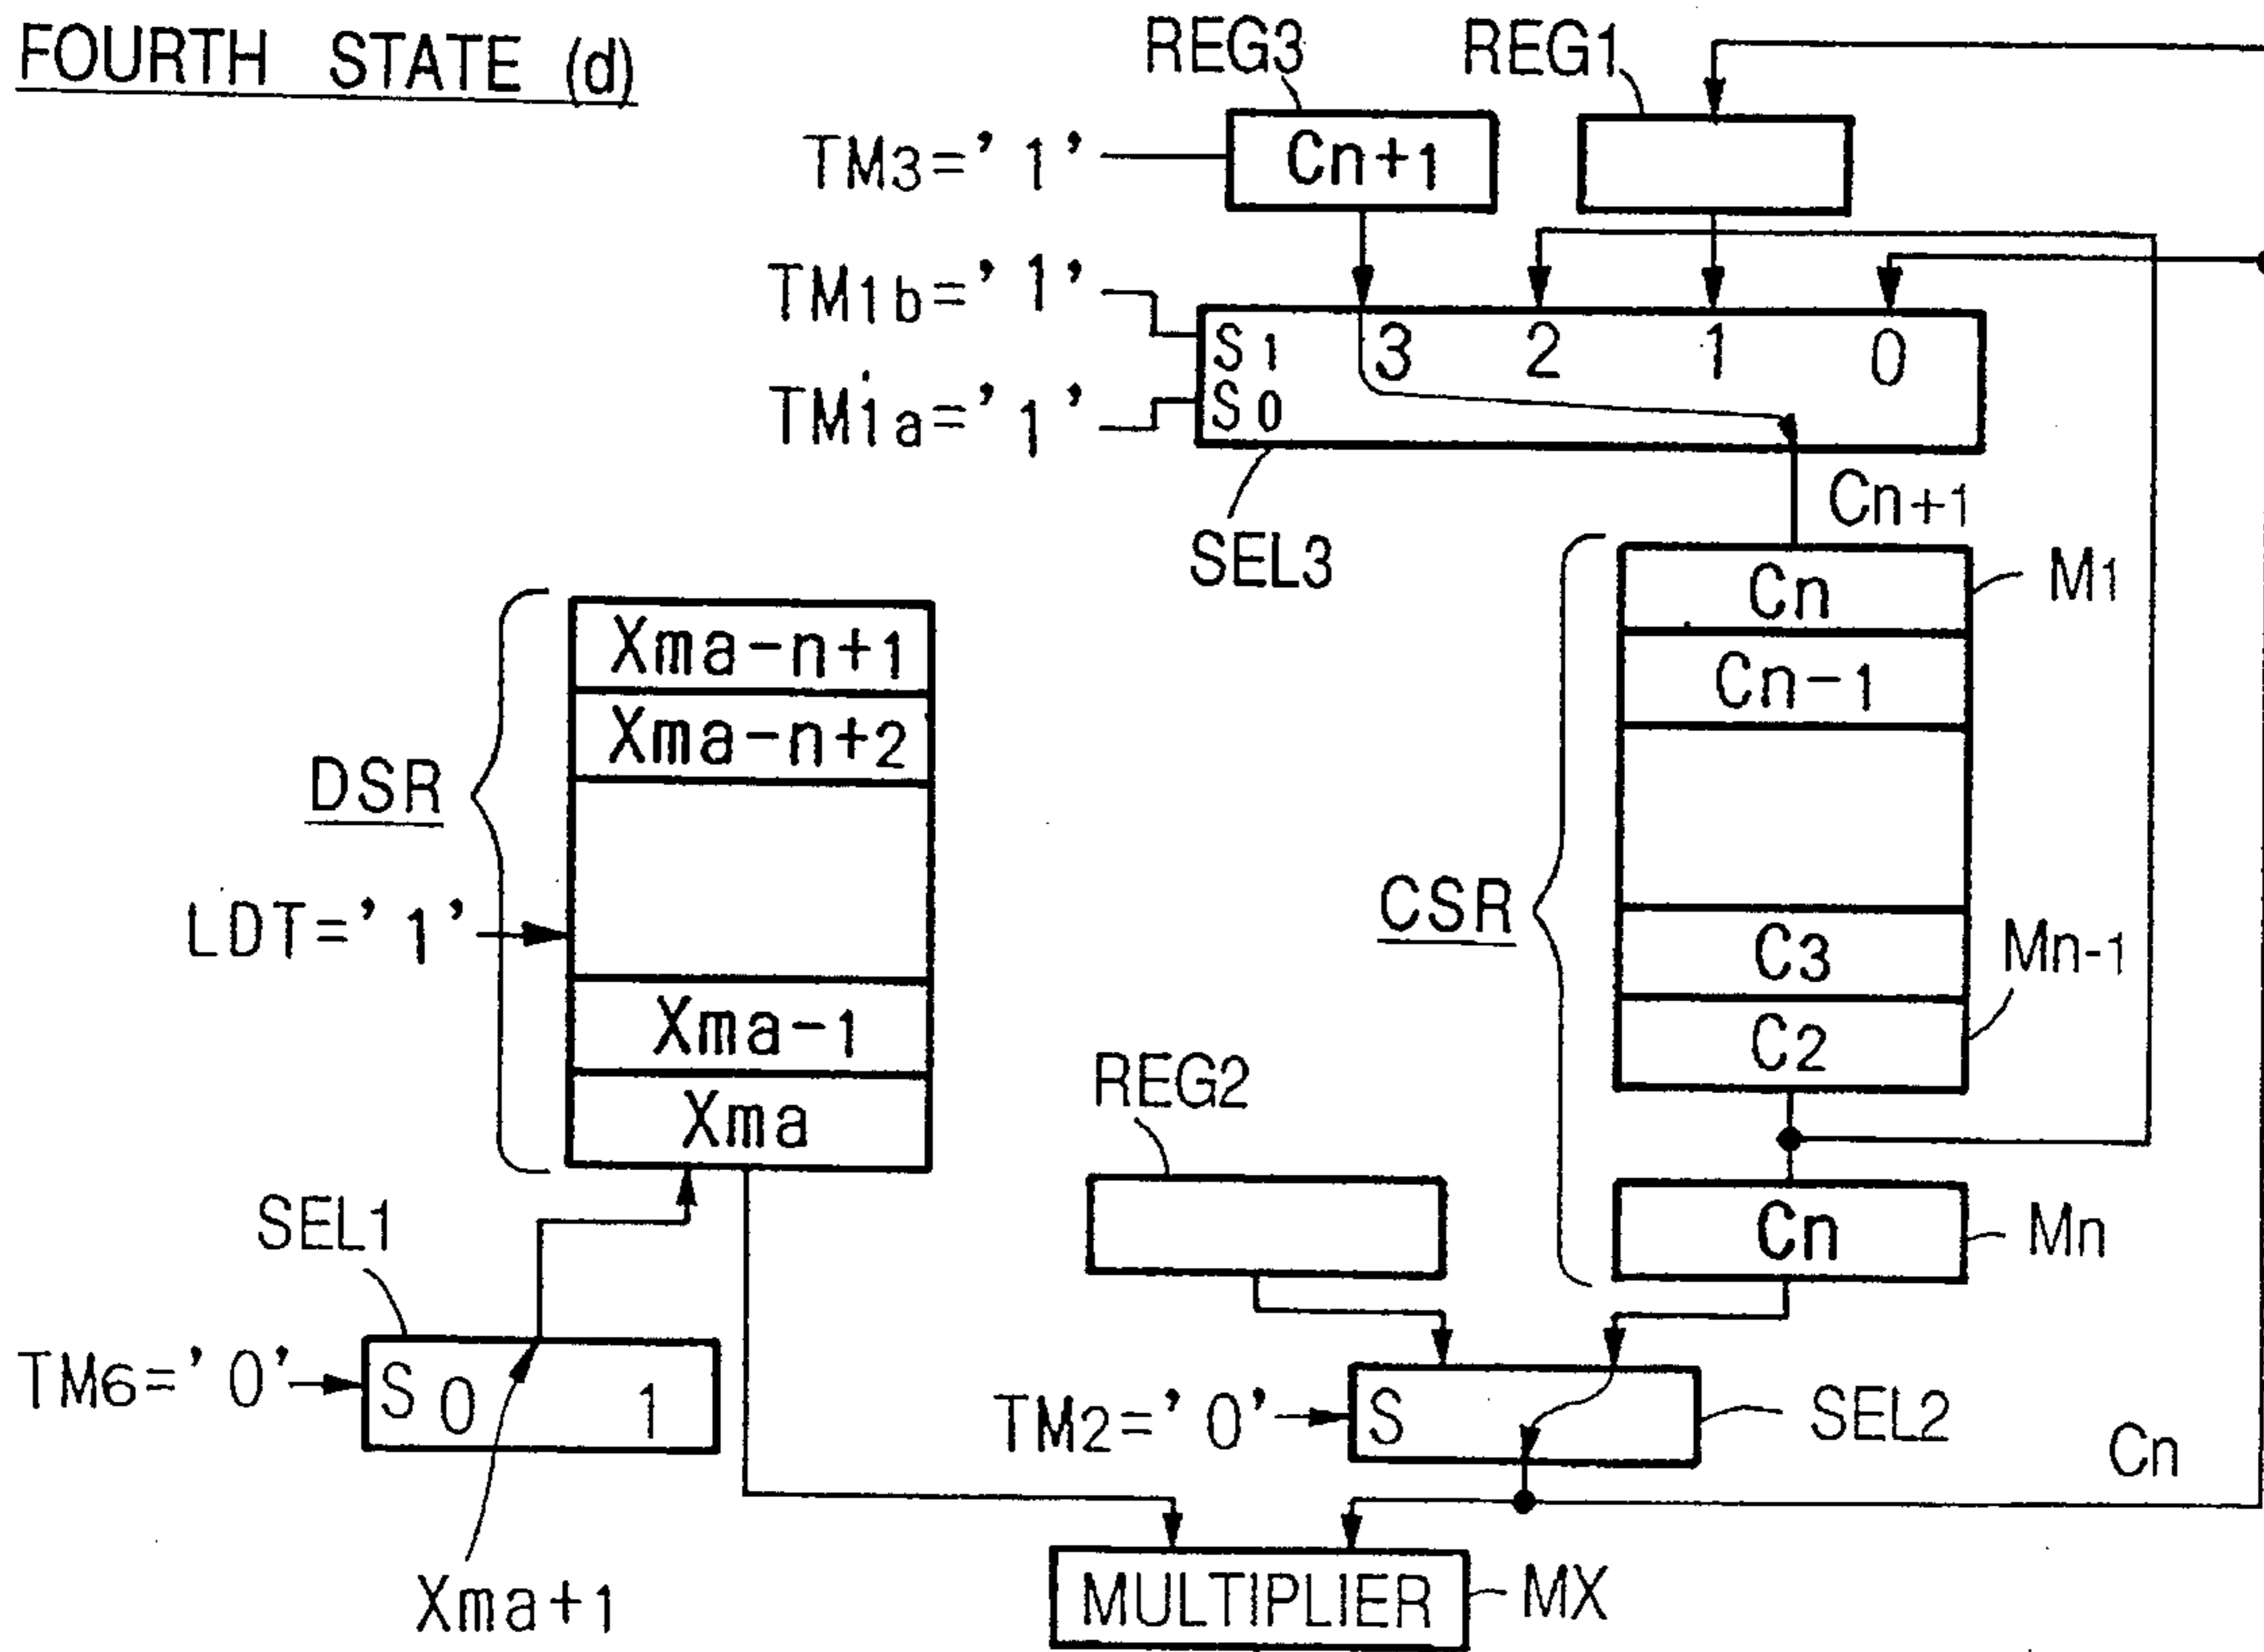 FOURTH STATE (d)
REG3
REG1
TM3='1'
Cn+1
TM1b='1'
TM1a='1'
S1
3
2
1
0
S0
Cn+1
SEL3
Cn
M1
Cn-1
Xma-n+1
Xma-n+2
DSR
LDT='1'
CSR
C3
Mn-1
Xma-1
C2
Xma
REG2
SEL1
Cn
Mn
TM6='0'
S 0 1
TM2='0'
S
SEL2
Cn
Xma+1
MULTIPLIER
MX